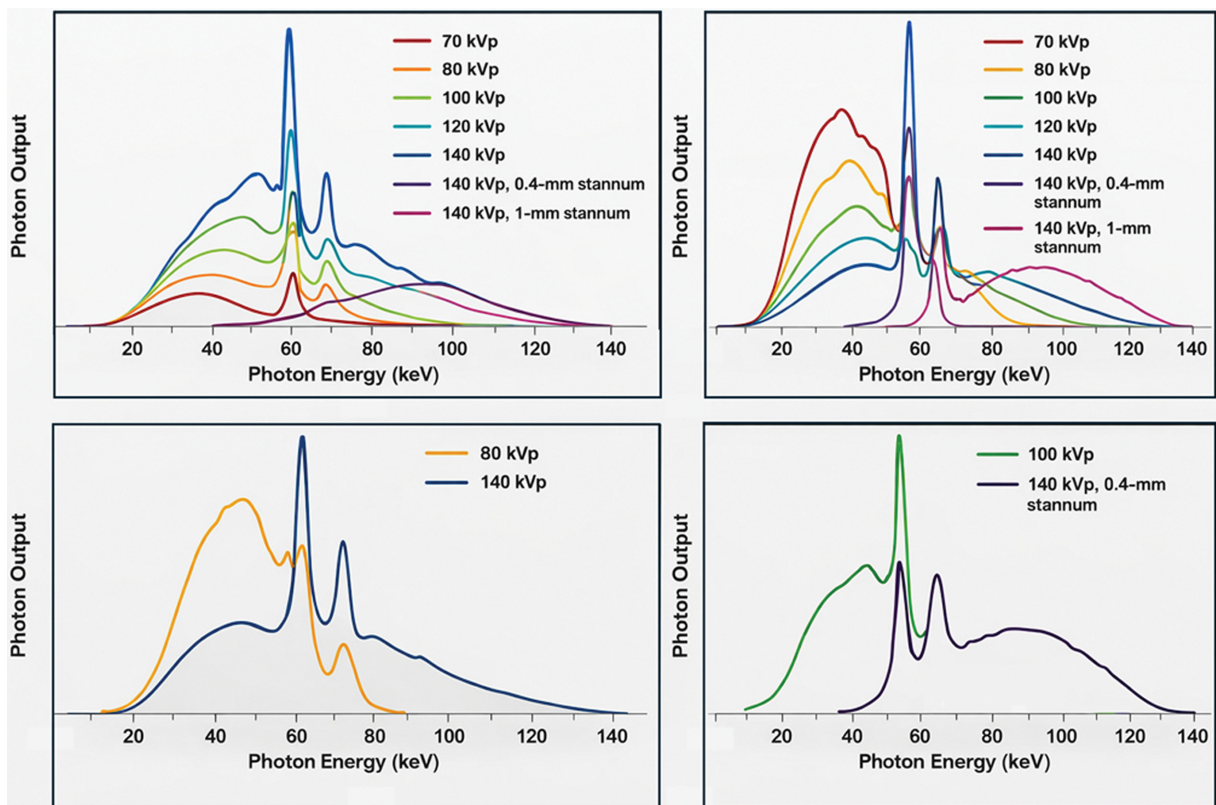 Photon Output
70 kVp
80 kVp
100 kVp
120 kVp
140 kVp
140 kVp, 0.4-mm stannum
140 kVp, 1-mm stannum
20 40 60 80 100 120 140
Photon Energy (keV)
Photon Output
70 kVp
80 kVp
100 kVp
120 kVp
140 kVp
140 kVp, 0.4-mm
stannum
140 kVp, 1-mm
stannum
20 40 60 80 100 120 140
Photon Energy (keV)
Photon Output
80 kVp
140 kVp
20 40 60 80 100 120 140
Photon Energy (keV)
Photon Output
100 kVp
140 kVp, 0.4-mm
stannum
20 40 60 80 100 120 140
Photon Energy (keV)